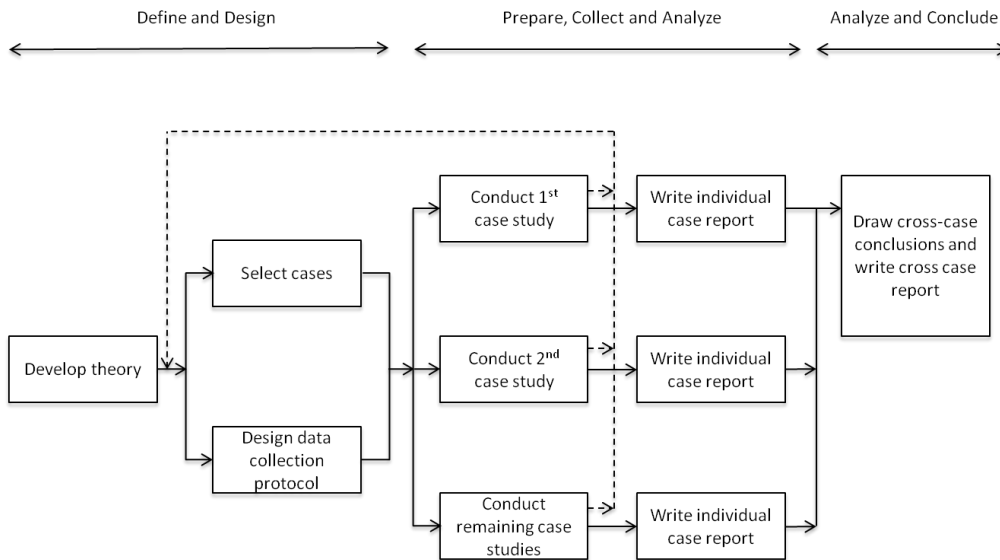 Define and Design
Prepare, Collect and Analyze
Analyze and Conclude
Develop theory
Select cases
Design data
collection
protocol
Conduct 1st
case study
Conduct 2nd
case study
Conduct
remaining case
studies
Write individual
case report
Write individual
case report
Write individual
case report
Draw cross-case
conclusions and
write cross case
report